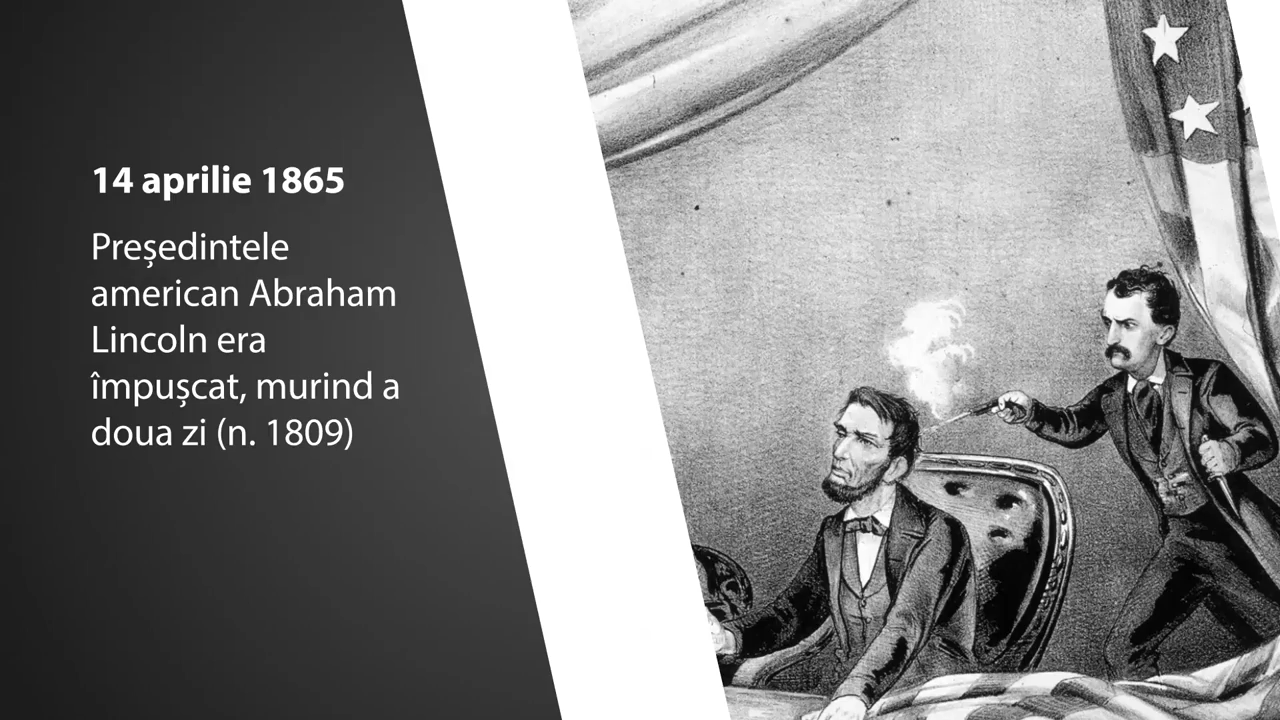 14 aprilie 1865
Președintele
american Abraham
Lincoln era
împușcat, murind a
doua zi (n. 1809)